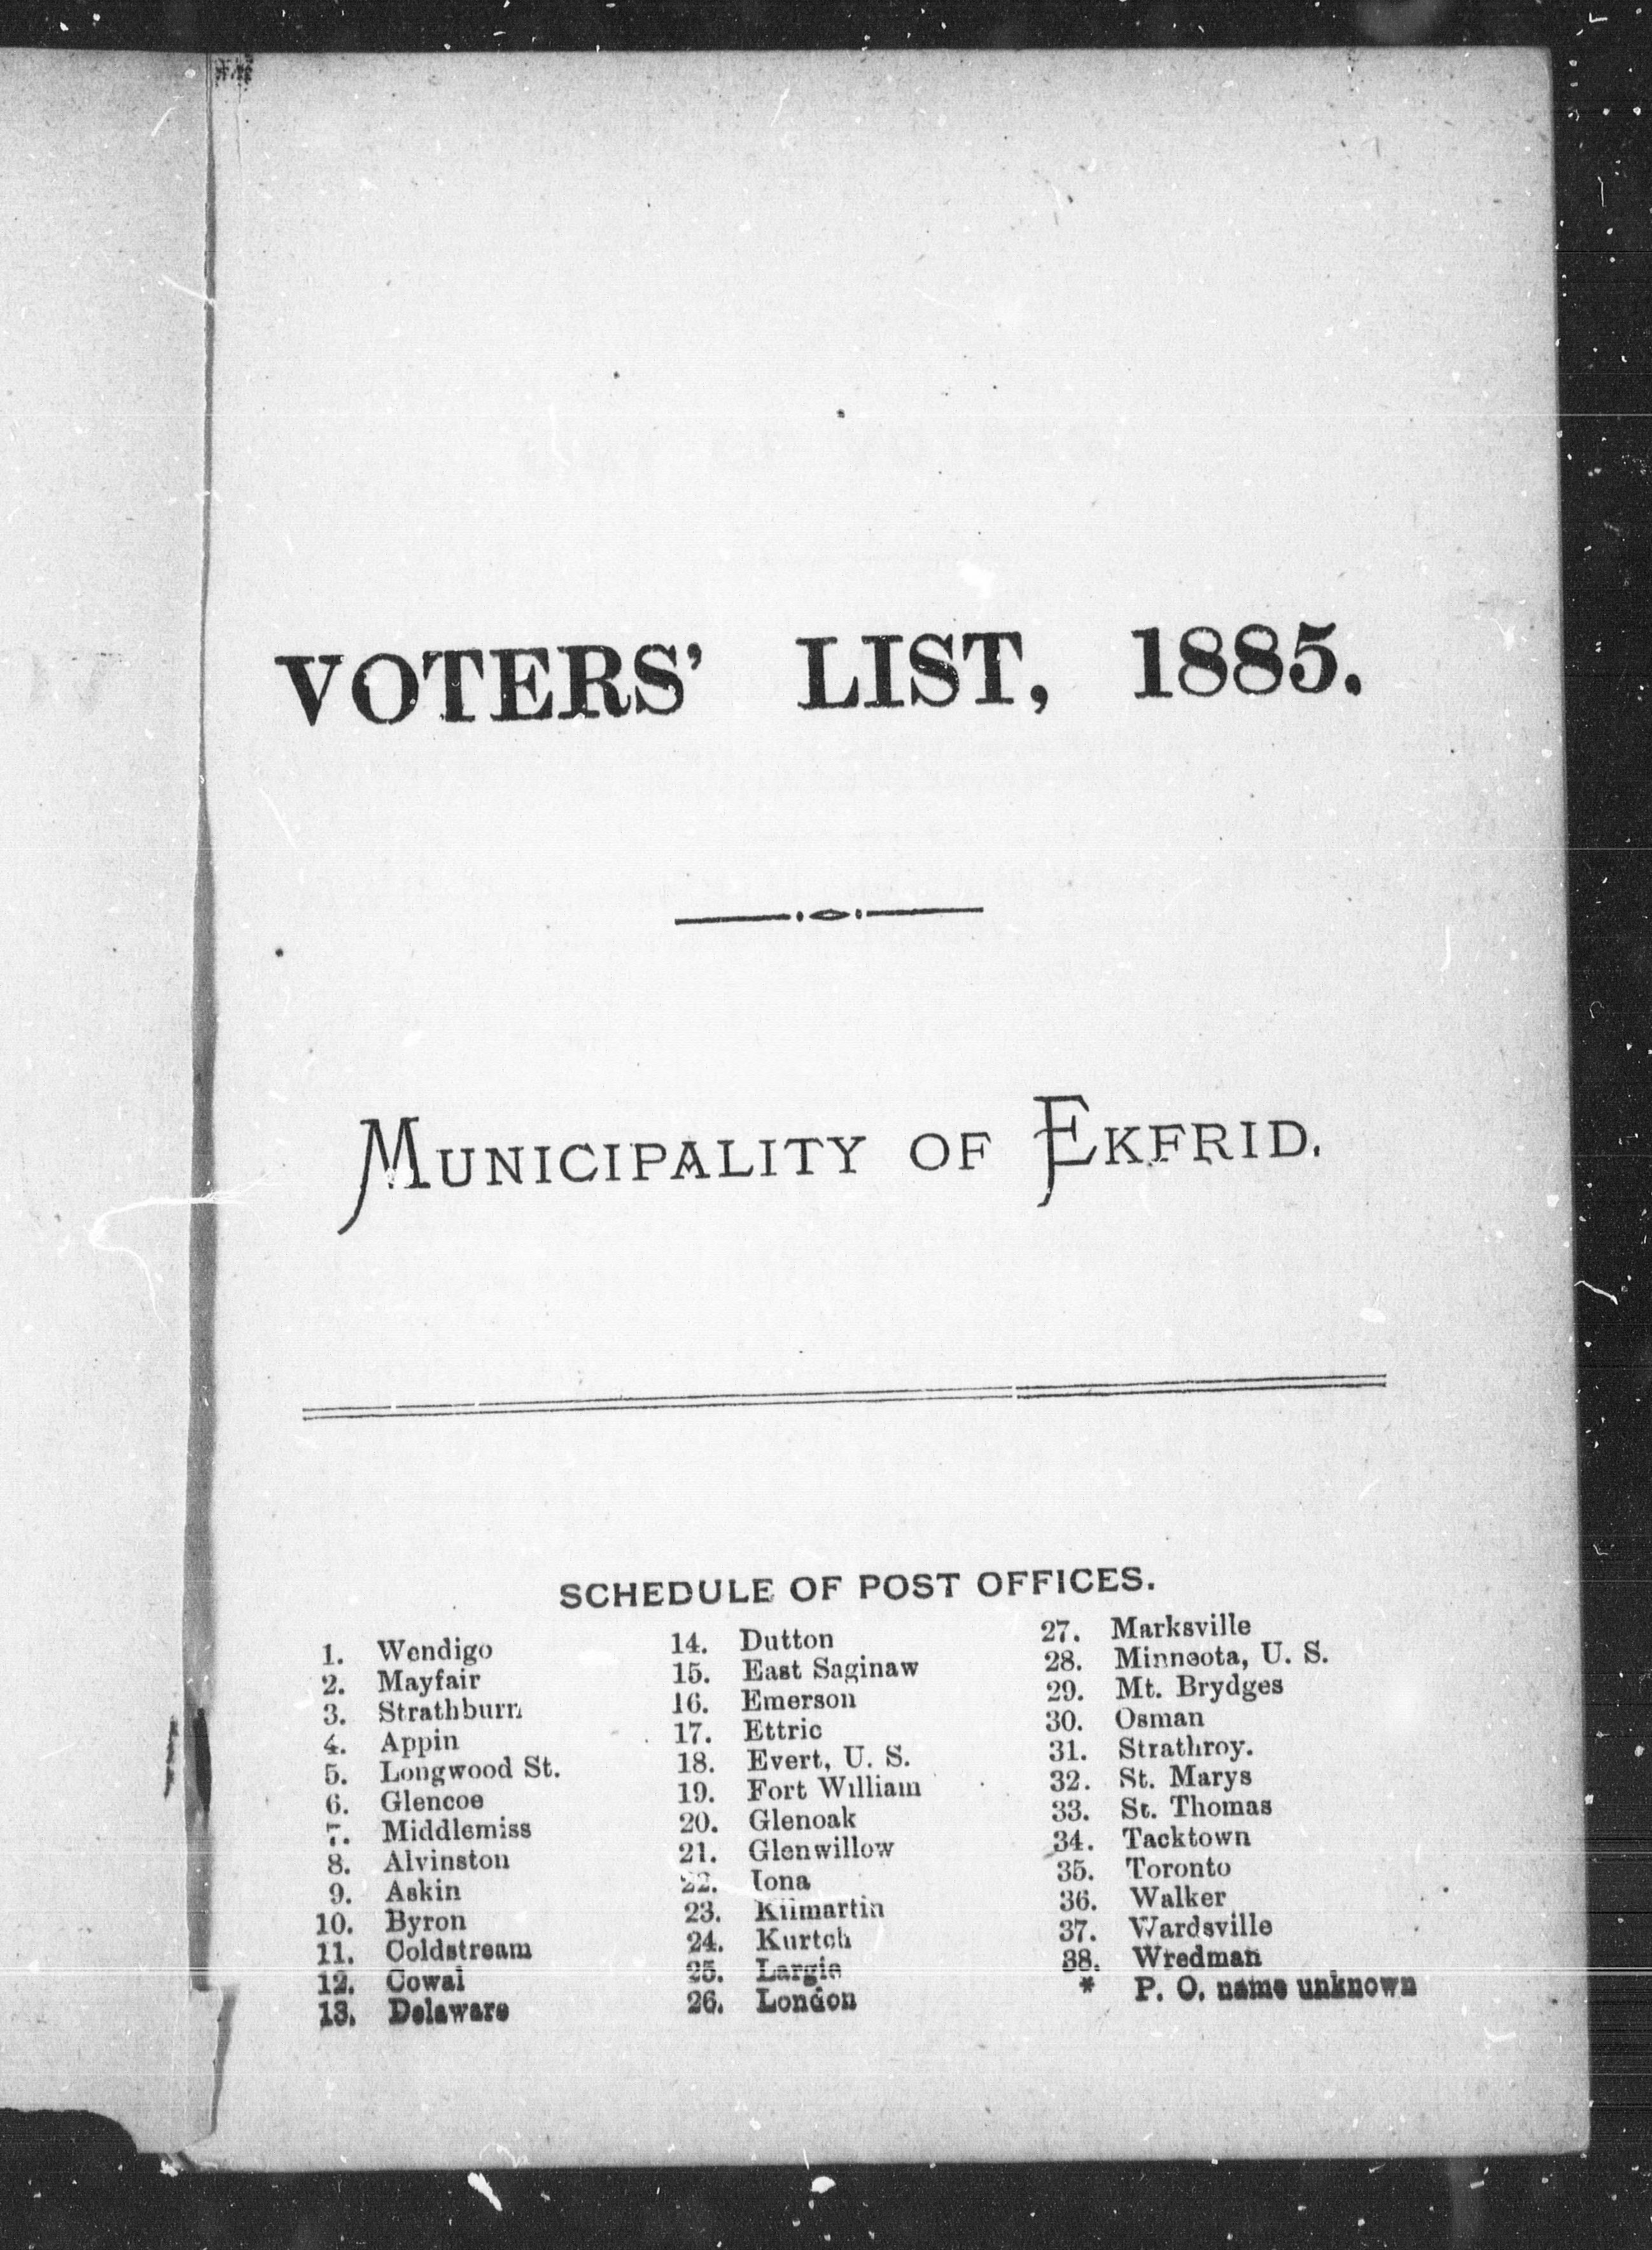 VOTERS' LIST, 1885.
MUNICIPALITY OF EKFRID.
SCHEDULE OF POST OFFICES.
1. Wendigo
2. Mayfair
3. Strathburn
4. Appin
5. Longwood St.
6. Glencoe
7. Middlemiss
8. Alvinston
9. Askin
10. Byron
11. Coldstream
12. Cowal
13. Delaware
14. Dutton
15. East Saginaw
16. Emerson
17. Ettric
18. Evert, U. S.
19. Fort William
20. Glenoak
21. Glenwillow
22. Iona
23. Kilmartin
24. Kurtch
25. Largie
26. London
27. Marksville
28. Minnesota, U. S.
29. Mt. Brydges
30. Osman
31. Strathroy.
32. St. Marys
33. St. Thomas
34. Tacktown
35. Toronto
36. Walker
37. Wardsville
38. Wredman
* P. O. name unknown